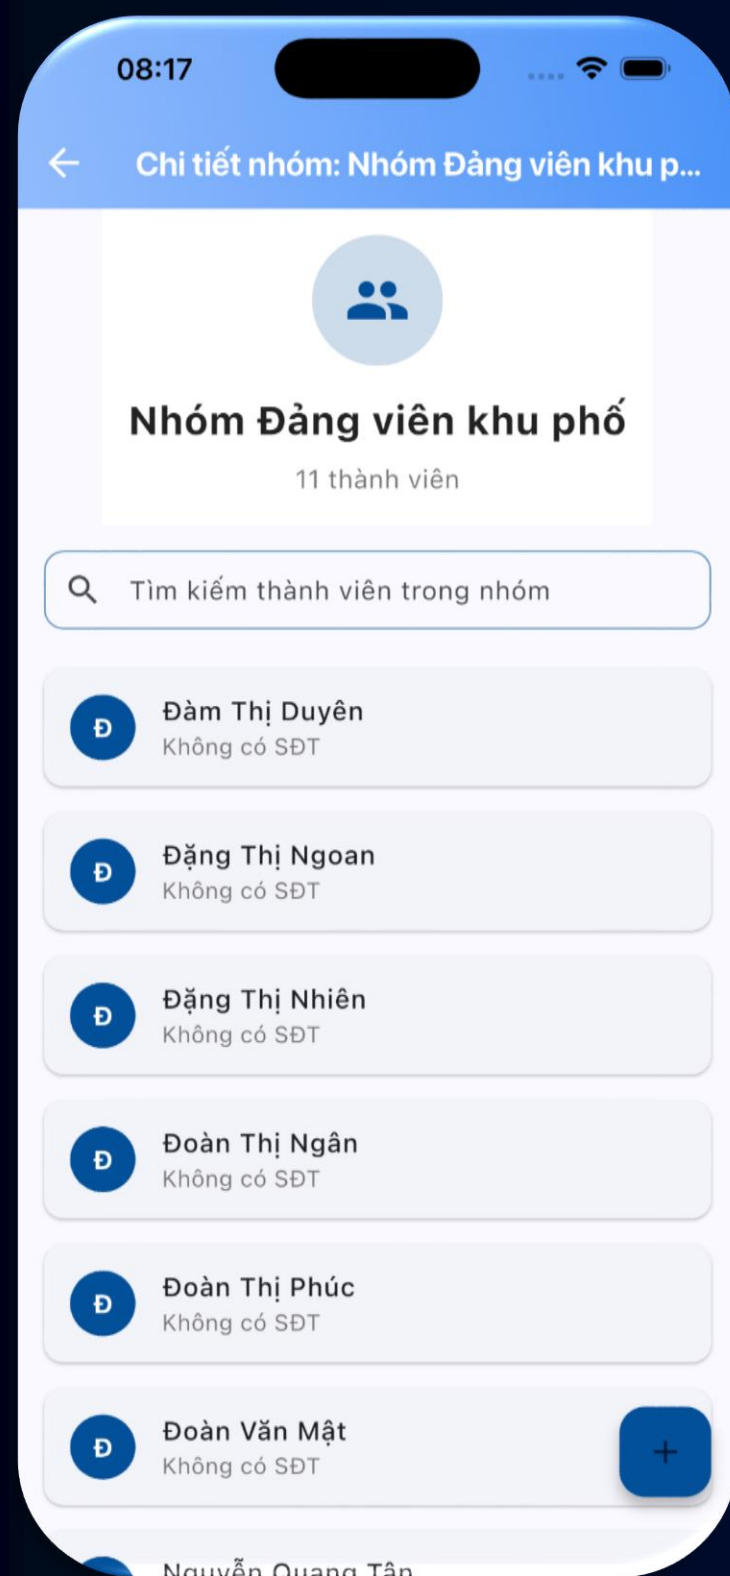 08:17
Chi tiết nhóm: Nhóm Đảng viên khu p...
Nhóm Đảng viên khu phố
11 thành viên
Tìm kiếm thành viên trong nhóm
Đ
Đàm Thị Duyên
Không có SĐT
Đ
Đặng Thị Ngoan
Không có SĐT
Đ
Đặng Thị Nhiên
Không có SĐT
Đ
Đoàn Thị Ngân
Không có SĐT
Đ
Đoàn Thị Phúc
Không có SĐT
Đ
Đoàn Văn Mật
Không có SĐT
+
Nguyễn Quang Tân